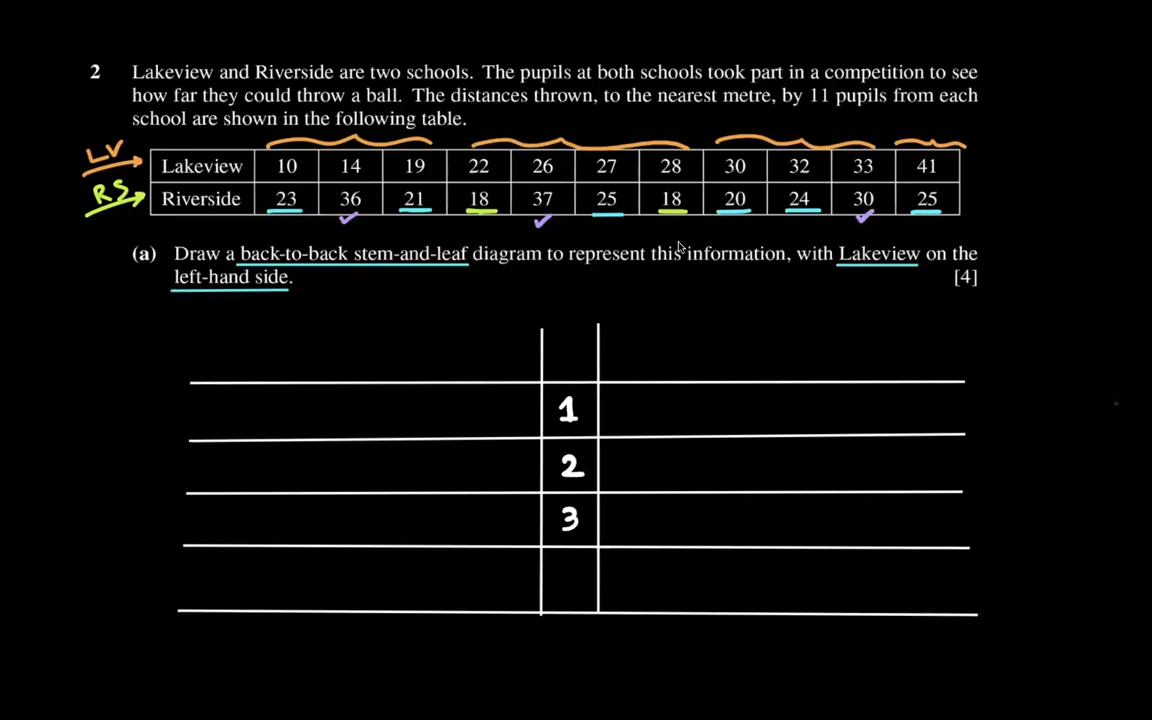 2 Lakeview and Riverside are two schools. The pupils at both schools took part in a competition to see
how far they could throw a ball. The distances thrown, to the nearest metre, by 11 pupils from each
school are shown in the following table.
LV Lakeview 10 14 19 22 26 27 28 30 32 33 41
RS Riverside 23 36 21 18 37 25 18 20 24 30 25
(a) Draw a back-to-back stem-and-leaf diagram to represent this information, with Lakeview on the
left-hand side. [4]
1
2
3